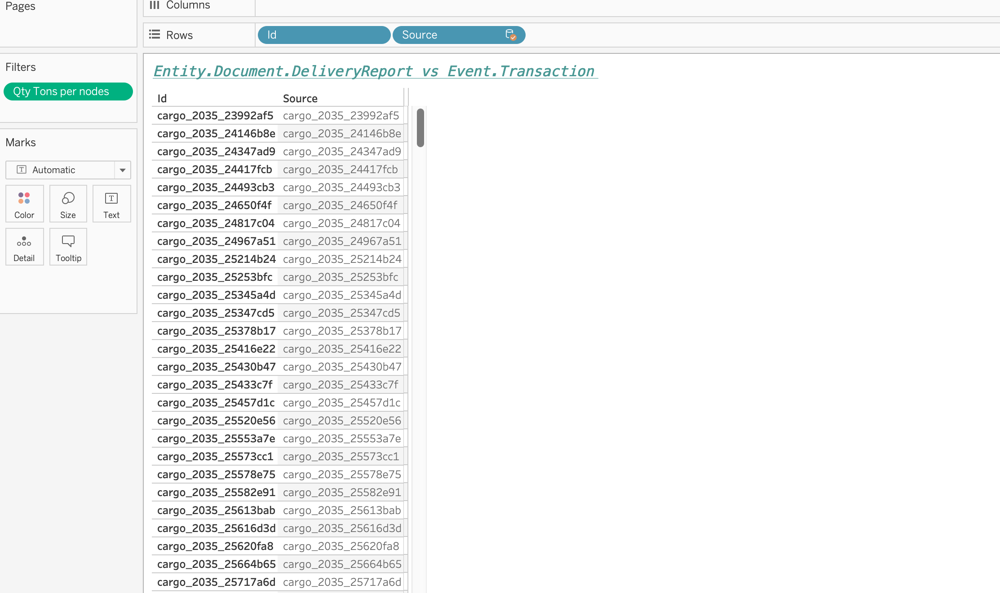 Pages
Columns
Rows
Id
Source
Filters
Qty Tons per nodes
Marks
Automatic
Color
Size
Text
Detail
Tooltip
Entity.Document.DeliveryReport vs Event.Transaction
Id Source
cargo_2035_23992af5 cargo_2035_23992af5
cargo_2035_24146b8e cargo_2035_24146b8e
cargo_2035_24347ad9 cargo_2035_24347ad9
cargo_2035_24417fcb cargo_2035_24417fcb
cargo_2035_24493cb3 cargo_2035_24493cb3
cargo_2035_24650f4f cargo_2035_24650f4f
cargo_2035_24817c04 cargo_2035_24817c04
cargo_2035_24967a51 cargo_2035_24967a51
cargo_2035_25214b24 cargo_2035_25214b24
cargo_2035_25253bfc cargo_2035_25253bfc
cargo_2035_25345a4d cargo_2035_25345a4d
cargo_2035_25347cd5 cargo_2035_25347cd5
cargo_2035_25378b17 cargo_2035_25378b17
cargo_2035_25416e22 cargo_2035_25416e22
cargo_2035_25430b47 cargo_2035_25430b47
cargo_2035_25433c7f cargo_2035_25433c7f
cargo_2035_25457d1c cargo_2035_25457d1c
cargo_2035_25520e56 cargo_2035_25520e56
cargo_2035_25553a7e cargo_2035_25553a7e
cargo_2035_25573cc1 cargo_2035_25573cc1
cargo_2035_25578e75 cargo_2035_25578e75
cargo_2035_25582e91 cargo_2035_25582e91
cargo_2035_25613bab cargo_2035_25613bab
cargo_2035_25616d3d cargo_2035_25616d3d
cargo_2035_25620fa8 cargo_2035_25620fa8
cargo_2035_25664b65 cargo_2035_25664b65
cargo_2035_25717a6d cargo_2035_25717a6d